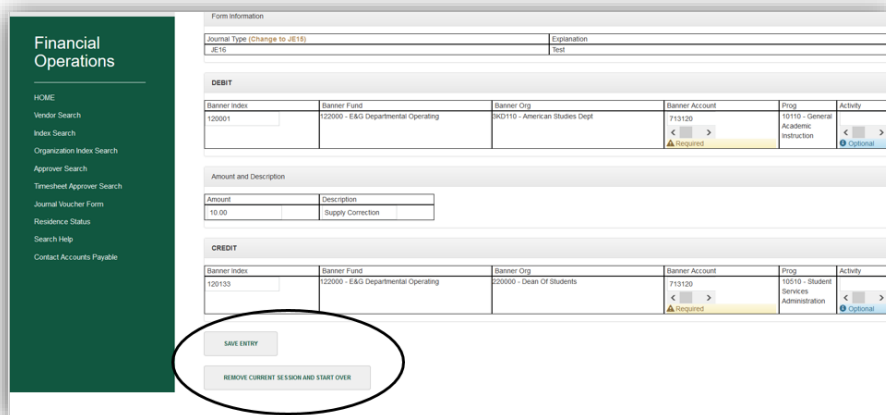 Financial
Operations
HOME
Vendor Search
Index Search
Organization Index Search
Approver Search
Timesheet Approver Search
Journal Voucher Form
Residence Status
Search Help
Contact Accounts Payable
Form Information
Journal Type (Change to JE15) Explanation
JE16 Test
DEBIT
Banner Index Banner Fund Banner Org Banner Account Prog Activity
120001 122000 - E&G Departmental Operating 3KD110 - American Studies Dept 713120 10110 - General
Academic
Instruction
Required Optional
Amount and Description
Amount Description
10.00 Supply Correction
CREDIT
Banner Index Banner Fund Banner Org Banner Account Prog Activity
120133 122000 - E&G Departmental Operating 220000 - Dean Of Students 713120 10510 - Student
Services
Administration
Required Optional
SAVE ENTRY
REMOVE CURRENT SESSION AND START OVER